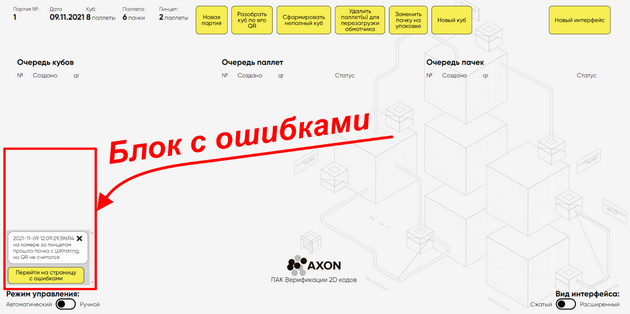 Партия №: Дата Куб: Паллета: Пинцет:
1 09.11.2021 8 паллеты 6 пачки 2 паллеты
Новая партия
Разобрать куб по его QR
Сформировать неполный куб
Удалить паллет(ы) для перезагрузки обмотчика
Заменить пачку на упаковке
Новый куб
Новый интерфейс
Очередь кубов
№ Создана qr
Очередь паллет
№ Создана qr Статус
Очередь пачек
№ Создана qr Статус
Блок с ошибками
2021-11-09 12:09:29.396114
на камере за пинцетом
прошла пачка с ШК=string,
но QR не считался
Перейти на страницу
с ошибками
AXON
ПАК Верификации 2D кодов
Режим управления:
Автоматический Ручной
Вид интерфейса:
Сжатый Расширенный